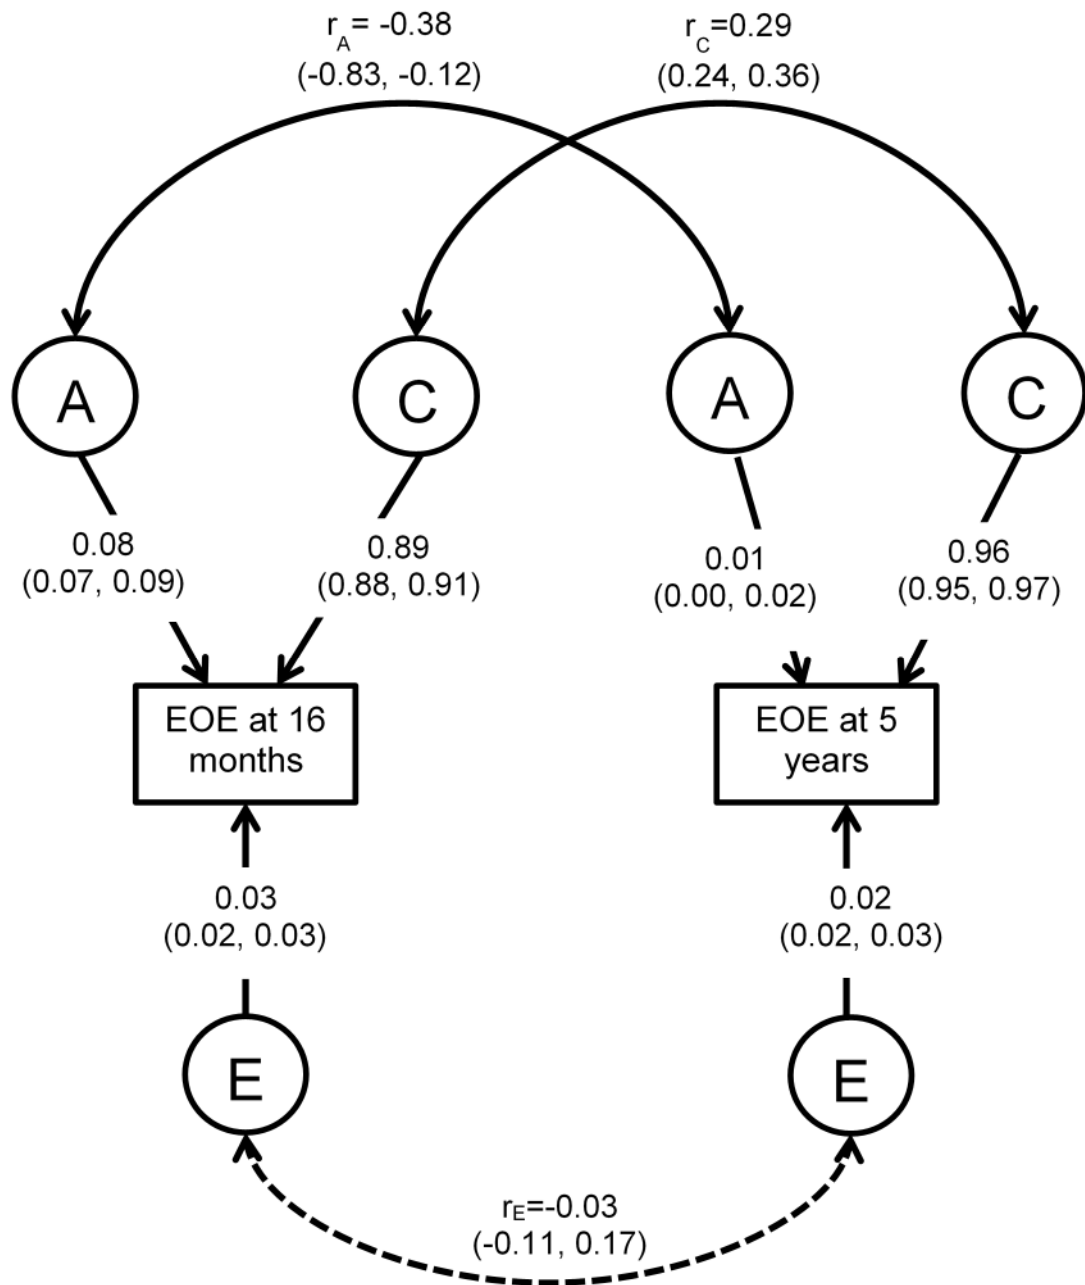 r_A = -0.38
(-0.83, -0.12)
r_C=0.29
(0.24, 0.36)
A
C
A
C
0.08
(0.07, 0.09)
0.89
(0.88, 0.91)
0.01
(0.00, 0.02)
0.96
(0.95, 0.97)
EOE at 16
months
EOE at 5
years
0.03
(0.02, 0.03)
0.02
(0.02, 0.03)
E
E
r_E=-0.03
(-0.11, 0.17)